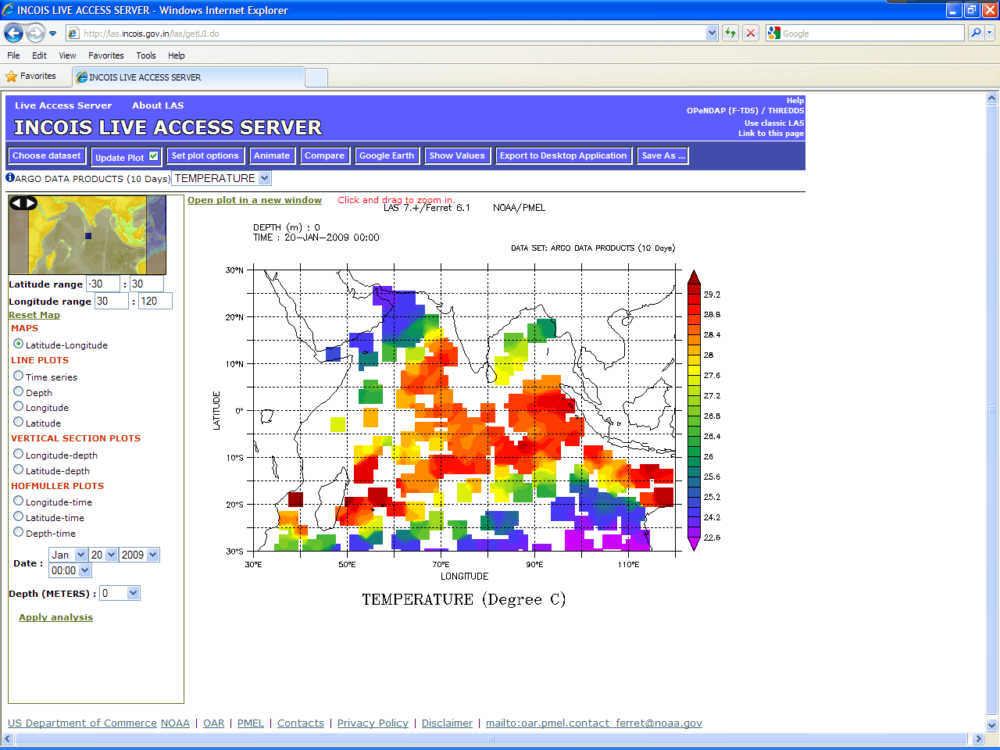 INCOIS LIVE ACCESS SERVER - Windows Internet Explorer
http://las.incois.gov.in/las/getUI.do
Google
File Edit View Favorites Tools Help
Favorites INCOIS LIVE ACCESS SERVER
Live Access Server About LAS
Help
OPeNDAP (F-TDS) / THREDDS
Use classic LAS
Link to this page
INCOIS LIVE ACCESS SERVER
Choose dataset Update Plot Set plot options Animate Compare Google Earth Show Values Export to Desktop Application Save As ...
ARGO DATA PRODUCTS (10 Days) TEMPERATURE
Latitude range -30 : 30
Longitude range 30 : 120
Reset Map
MAPS
Latitude-Longitude
LINE PLOTS
Time series
Depth
Longitude
Latitude
VERTICAL SECTION PLOTS
Longitude-depth
Latitude-depth
HOFMULLER PLOTS
Longitude-time
Latitude-time
Depth-time
Date : Jan 20 2009
00:00
Depth (METERS) : 0
Apply analysis
Open plot in a new window Click and drag to zoom in.
LAS 7.+/Ferret 6.1 NOAA/PMEL
DEPTH (m) : 0
TIME : 20-JAN-2009 00:00
DATA SET: ARGO DATA PRODUCTS (10 Days)
30°N
20°N
10°N
0°
10°S
20°S
30°S
LATITUDE
30°E 50°E 70°E 90°E 110°E
LONGITUDE
29.2
28.8
28.4
28
27.6
27.2
26.8
26.4
26
25.6
25.2
24.2
22.6
TEMPERATURE (Degree C)
US Department of Commerce NOAA | OAR | PMEL | Contacts | Privacy Policy | Disclaimer | mailto:oar.pmel.contact_ferret@noaa.gov